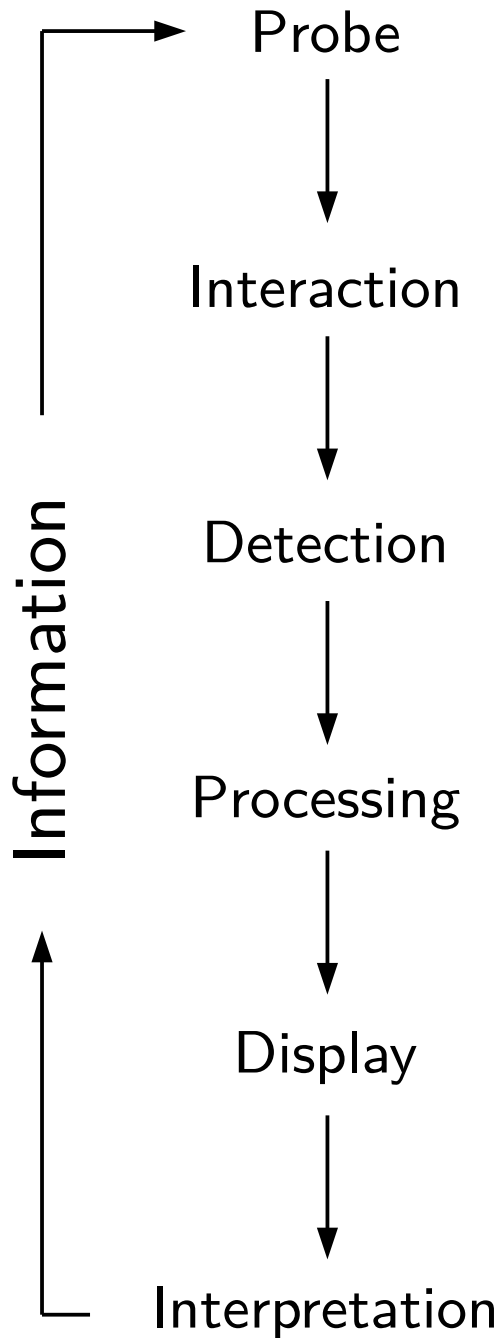 Probe
Interaction
Detection
Processing
Display
Interpretation
Information